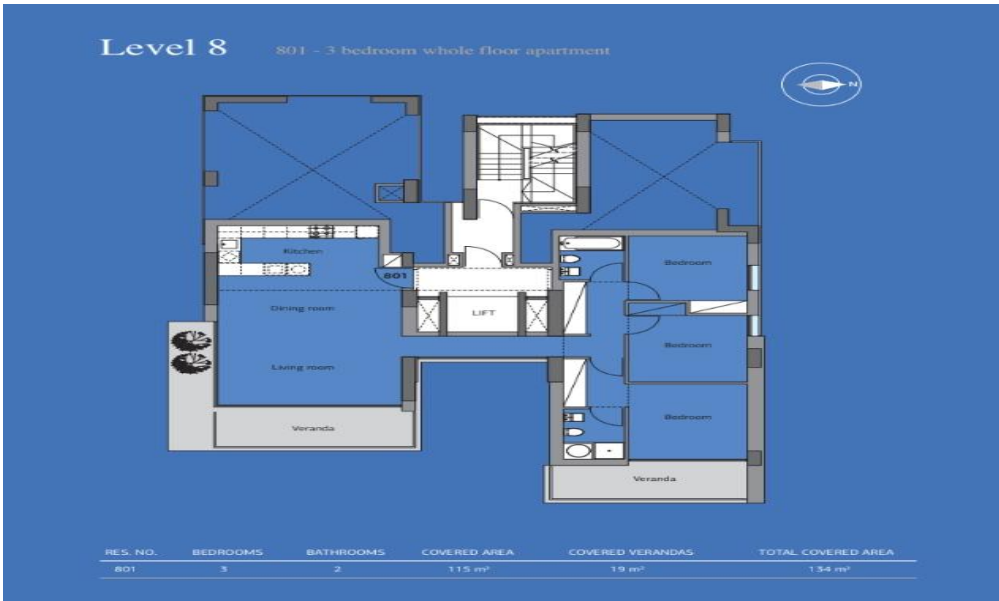 Level 8 801 - 3 bedroom whole floor apartment
N
Kitchen
801
Bedroom
Dining room
LIFT
Bedroom
Living room
Bedroom
Veranda
Veranda
RES. NO. BEDROOMS BATHROOMS COVERED AREA COVERED VERANDAS TOTAL COVERED AREA
801 3 2 115 m² 19 m² 134 m²